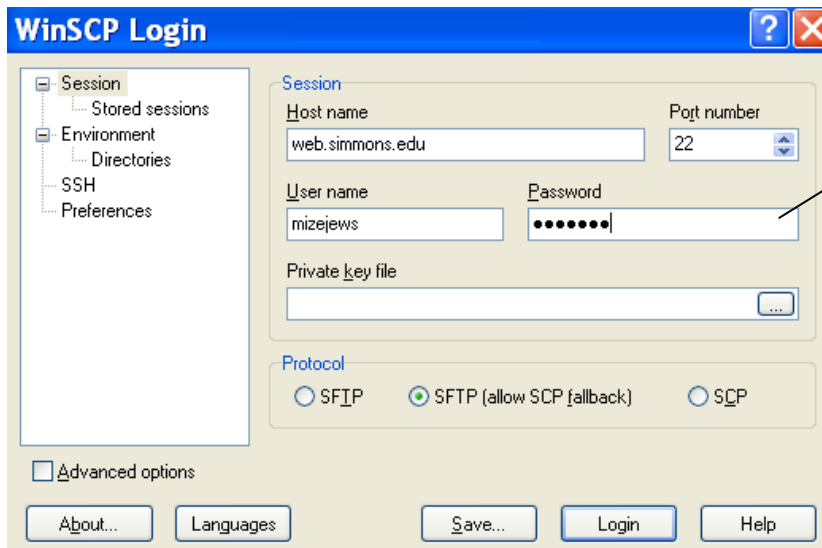 WinSCP Login
Session
Stored sessions
Environment
Directories
SSH
Preferences
Session
Host name
Port number
web.simmons.edu
22
User name
Password
mizejews
●●●●●●●
Private key file
...
Protocol
SFTP
SFTP (allow SCP fallback)
SCP
Advanced options
About...
Languages
Save...
Login
Help